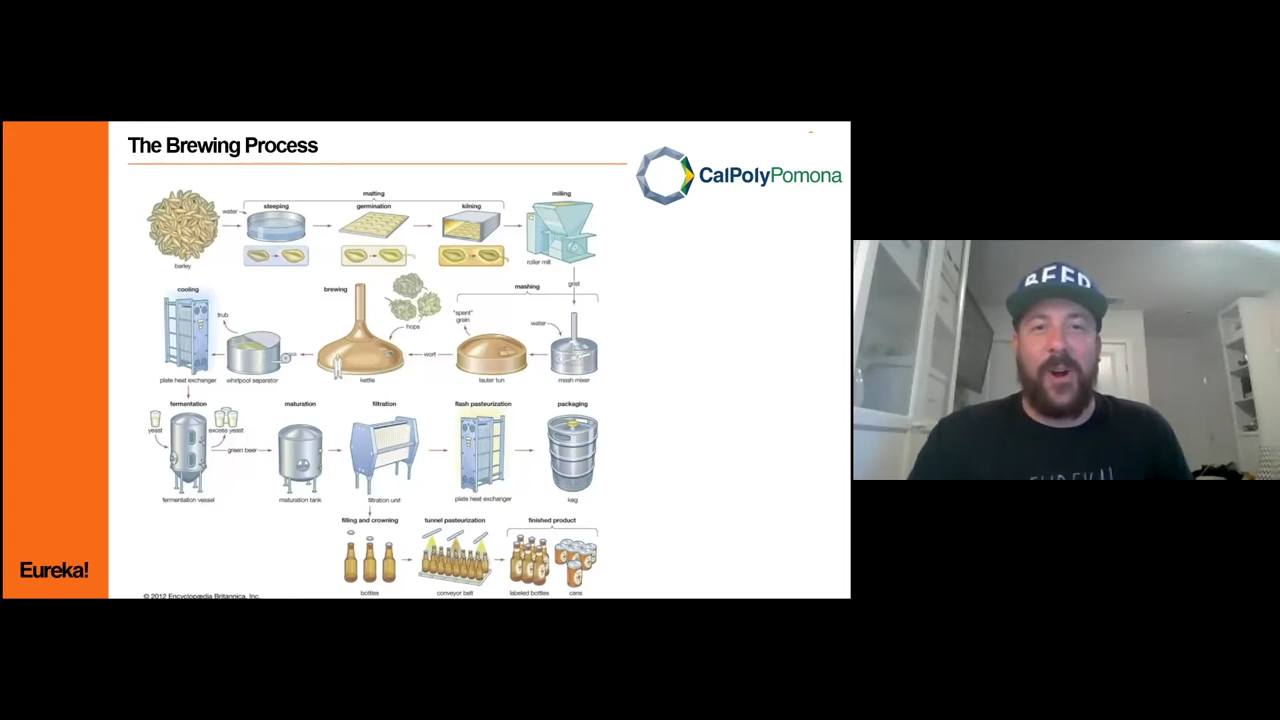 The Brewing Process
CalPolyPomona
malting
milling
steeping
germination
kilning
water
barley
roller mill
grist
cooling
brewing
mashing
trub
hops
"spent"
grain
water
wort
plate heat exchanger
whirlpool separator
kettle
lauter tun
mash mixer
fermentation
maturation
filtration
flash pasteurization
packaging
yeast
excess yeast
green beer
fermentation vessel
maturation tank
filtration unit
plate heat exchanger
keg
filling and crowning
tunnel pasteurization
finished product
bottles
conveyor belt
labeled bottles
cans
© 2012 Encyclopædia Britannica, Inc.
Eureka!
BEER
EUREKA!